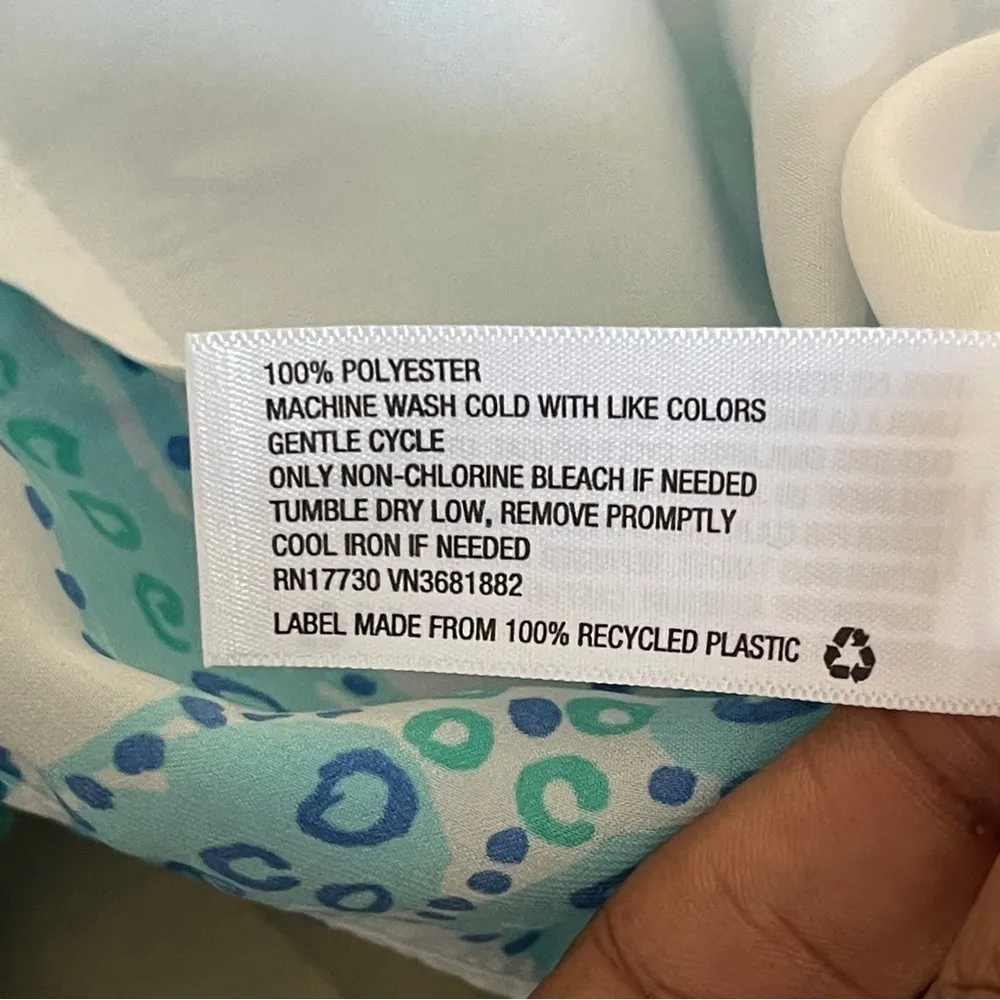 100% POLYESTER
MACHINE WASH COLD WITH LIKE COLORS
GENTLE CYCLE
ONLY NON-CHLORINE BLEACH IF NEEDED
TUMBLE DRY LOW, REMOVE PROMPTLY
COOL IRON IF NEEDED
RN17730 VN3681882
LABEL MADE FROM 100% RECYCLED PLASTIC